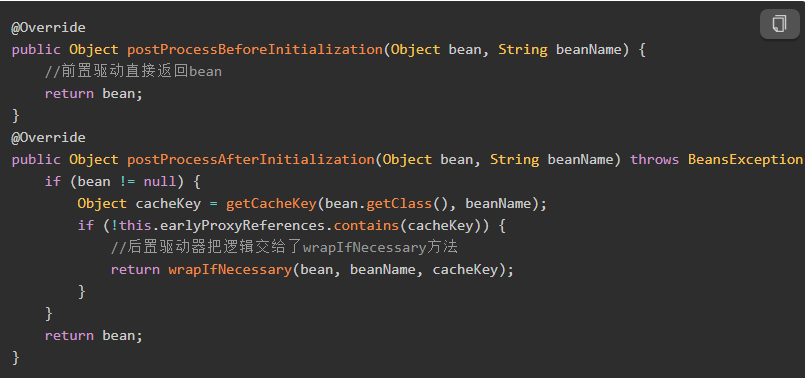 @Override
public Object postProcessBeforeInitialization(Object bean, String beanName) {
    //前置驱动直接返回bean
    return bean;
}
@Override
public Object postProcessAfterInitialization(Object bean, String beanName) throws BeansException
    if (bean != null) {
        Object cacheKey = getCacheKey(bean.getClass(), beanName);
        if (!this.earlyProxyReferences.contains(cacheKey)) {
            //后置驱动器把逻辑交给了wrapIfNecessary方法
            return wrapIfNecessary(bean, beanName, cacheKey);
        }
    }
    return bean;
}